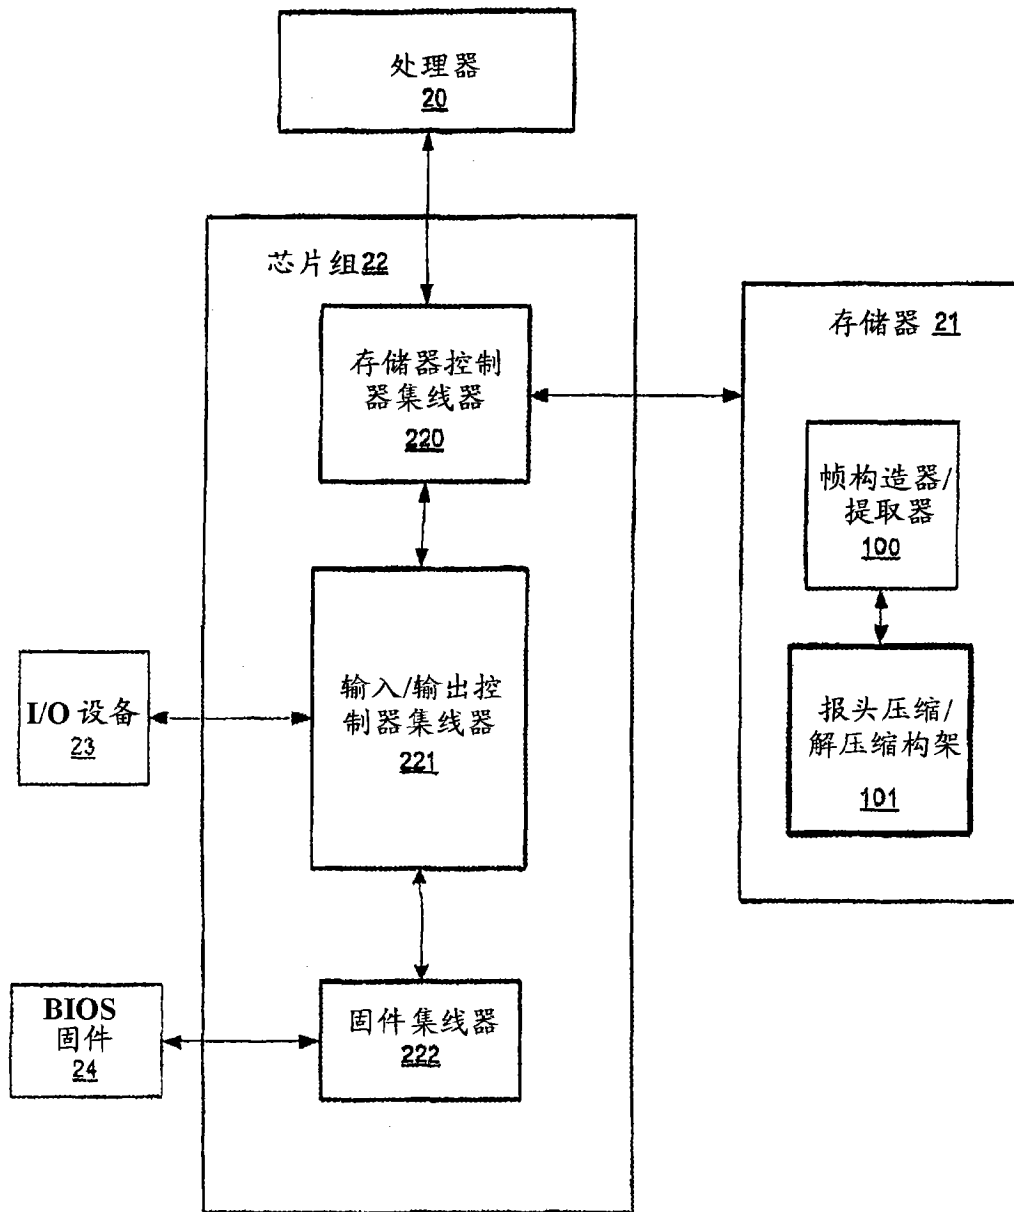 处理器
20
芯片组22
存储器控制
器集线器
220
存储器 21
帧构造器/
提取器
100
报头压缩/
解压缩构架
101
输入/输出控
制器集线器
221
I/O 设备
23
固件集线器
222
BIOS
固件
24